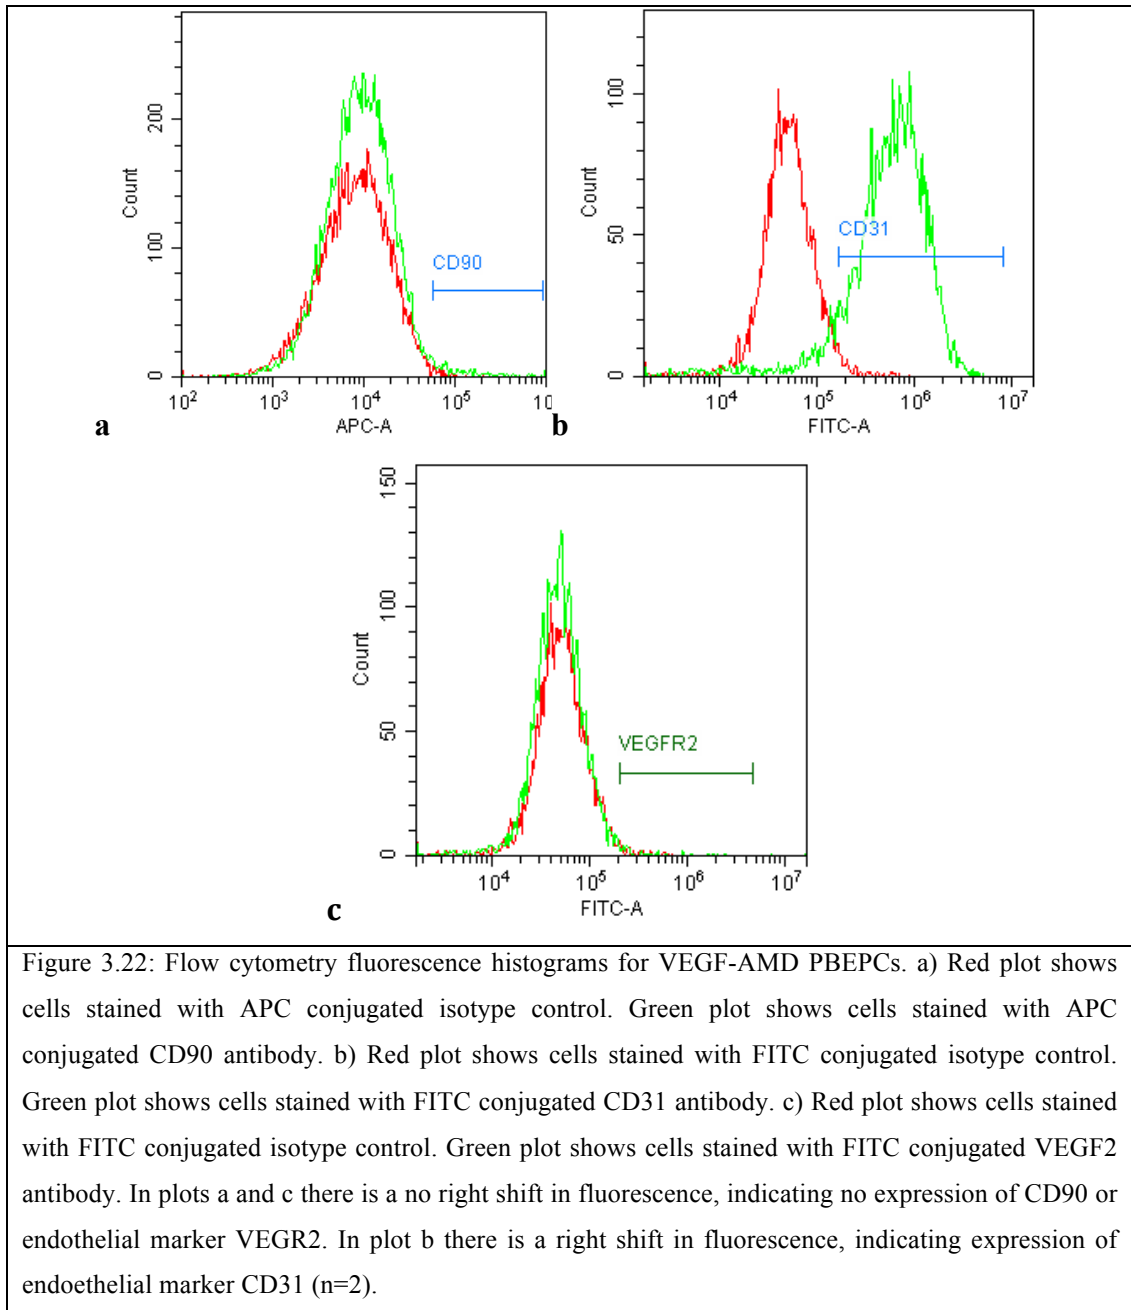 200
100
0
Count
CD90
10² 10³ 10⁴ 10⁵ 10
APC-A
a
100
50
0
Count
CD31
10⁴ 10⁵ 10⁶ 10⁷
FITC-A
b
150
100
50
0
Count
VEGFR2
10⁴ 10⁵ 10⁶ 10⁷
FITC-A
c
Figure 3.22: Flow cytometry fluorescence histograms for VEGF-AMD PBEPCs. a) Red plot shows
cells stained with APC conjugated isotype control. Green plot shows cells stained with APC
conjugated CD90 antibody. b) Red plot shows cells stained with FITC conjugated isotype control.
Green plot shows cells stained with FITC conjugated CD31 antibody. c) Red plot shows cells stained
with FITC conjugated isotype control. Green plot shows cells stained with FITC conjugated VEGF2
antibody. In plots a and c there is a no right shift in fluorescence, indicating no expression of CD90 or
endothelial marker VEGR2. In plot b there is a right shift in fluorescence, indicating expression of
endoethelial marker CD31 (n=2).